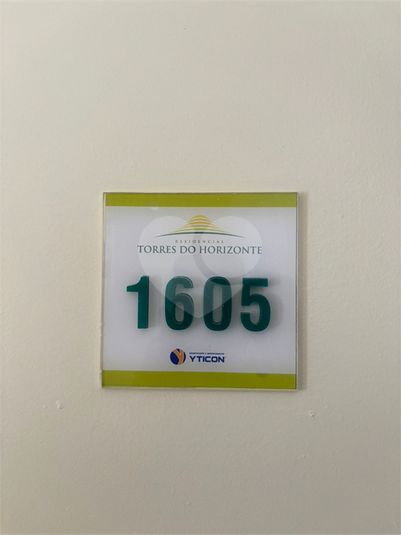 RESIDENCIAL
TORRES DO HORIZONTE
1605
YTICON